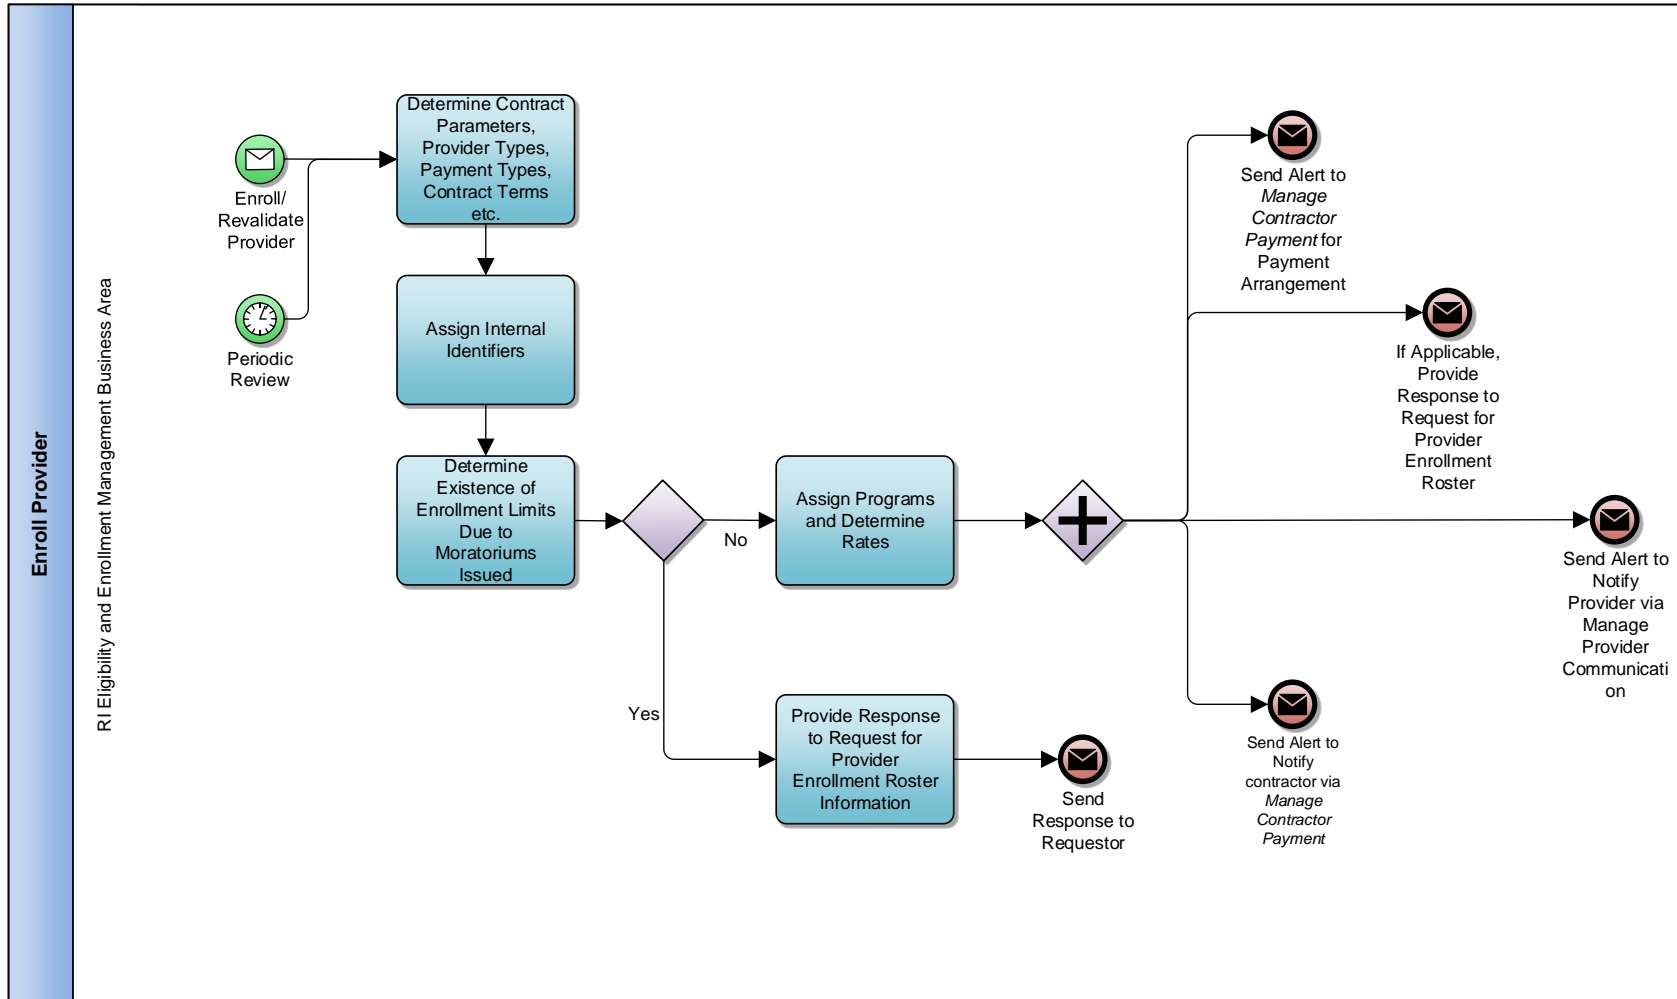 Enroll Provider
RI Eligibility and Enrollment Management Business Area
Enroll/
Revalidate
Provider
Periodic
Review
Determine Contract
Parameters,
Provider Types,
Payment Types,
Contract Terms
etc.
Assign Internal
Identifiers
Determine
Existence of
Enrollment Limits
Due to
Moratoriums
Issued
No
Yes
Assign Programs
and Determine
Rates
Provide Response
to Request for
Provider
Enrollment Roster
Information
Send
Response to
Requestor
Send Alert to
Manage
Contractor
Payment for
Payment
Arrangement
If Applicable,
Provide
Response to
Request for
Provider
Enrollment
Roster
Send Alert to
Notify
Provider via
Manage
Provider
Communicati
on
Send Alert to
Notify
contractor via
Manage
Contractor
Payment